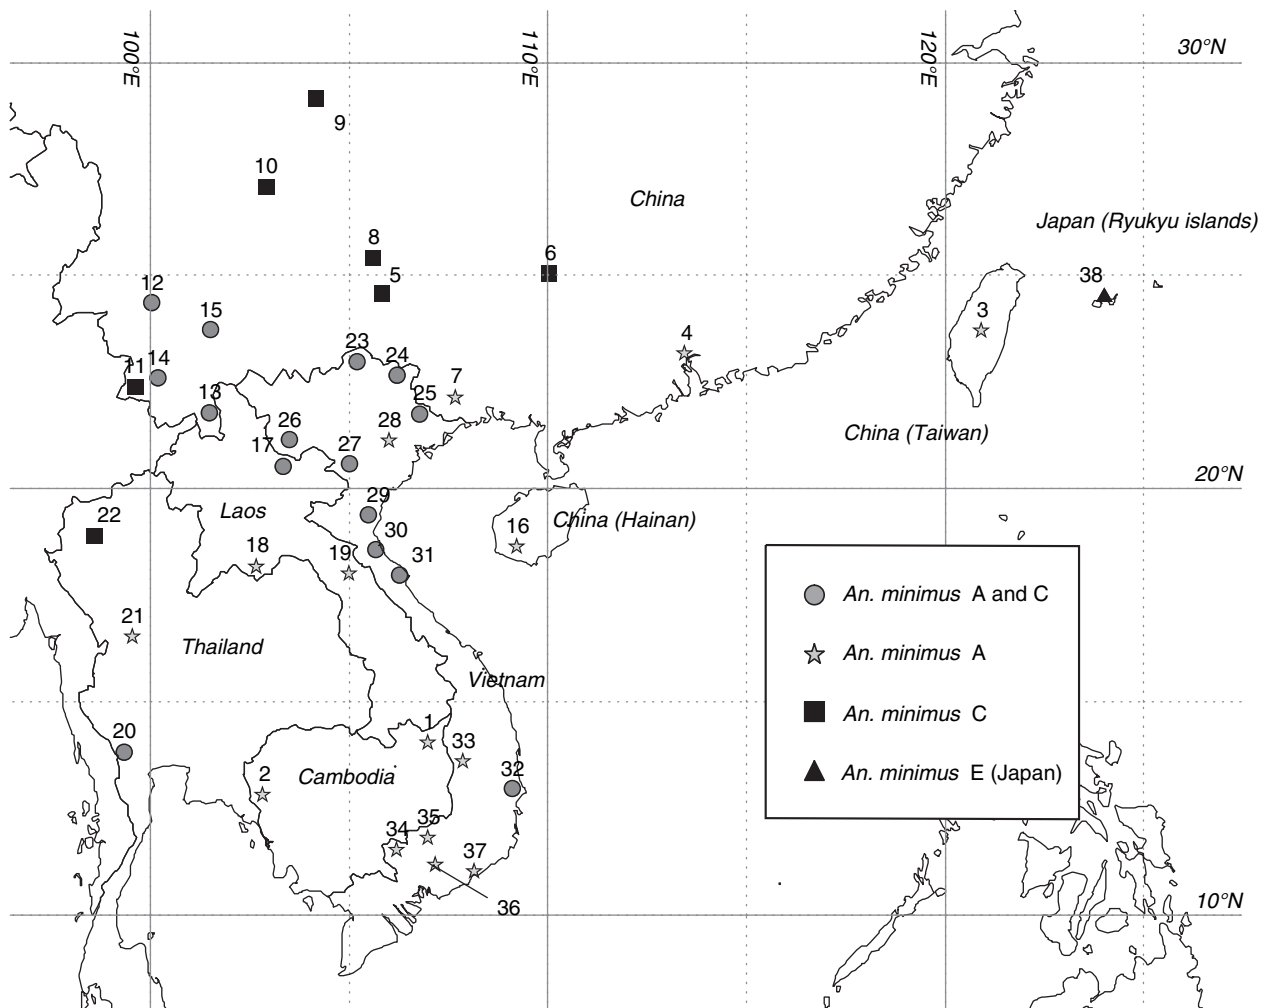 100°E
110°E
120°E
30°N
9
10
China
Japan (Ryukyu islands)
8
6
5
38
12
15
3
4
23
24
11
14
7
13
25
28
26
China (Taiwan)
17
27
20°N
29
Laos
22
16
China (Hainan)
30
18
19
31
An. minimus A and C
21
Thailand
An. minimus A
Vietnam
An. minimus C
20
1
33
2
Cambodia
32
An. minimus E (Japan)
34
35
37
36
10°N